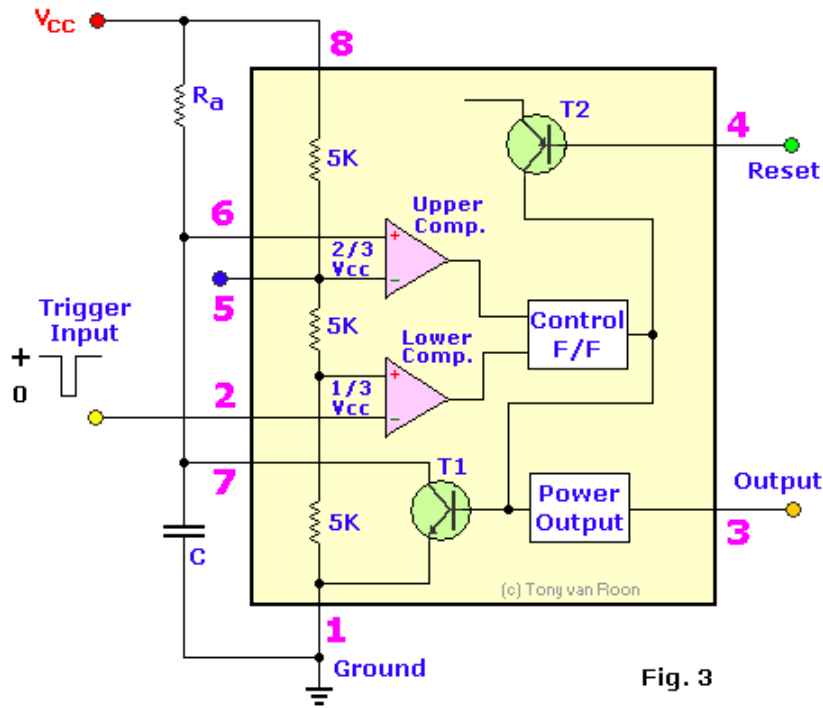 Vcc
8
Ra
T2
4
5K
Reset
6
Upper
Comp.
+
2/3
Vcc
-
5
Trigger
Input
5K
Control
F/F
Lower
Comp.
+
0
2
+
1/3
Vcc
-
7
T1
5K
Power
Output
Output
3
C
(c) Tony van Roon
1
Ground
Fig. 3